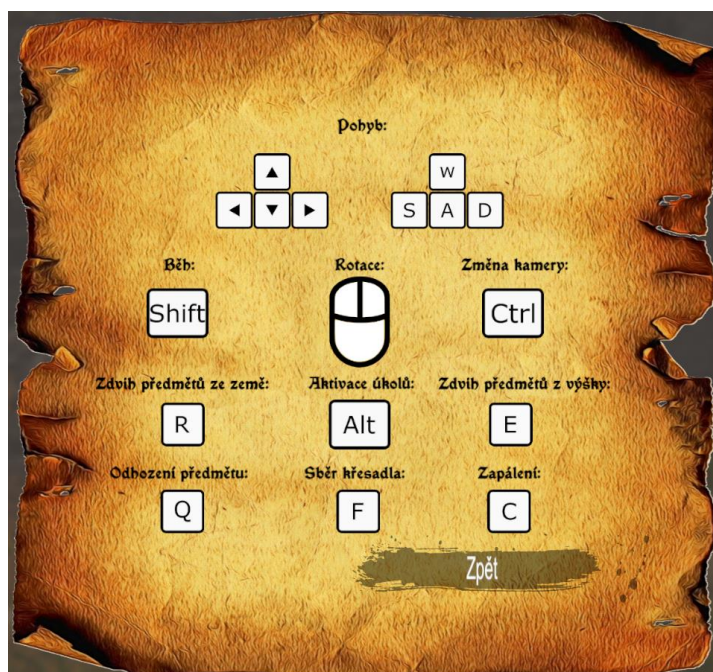 Pohyb:
▲ W
◄ ▼ ► S A D
Běh: Rotace: Změna kamery:
Shift Ctrl
Zdvih předmětů ze země: Aktivace úkolů: Zdvih předmětů z výšky:
R Alt E
Odhození předmětu: Sběr křesadla: Zapálení:
Q F C
Zpět